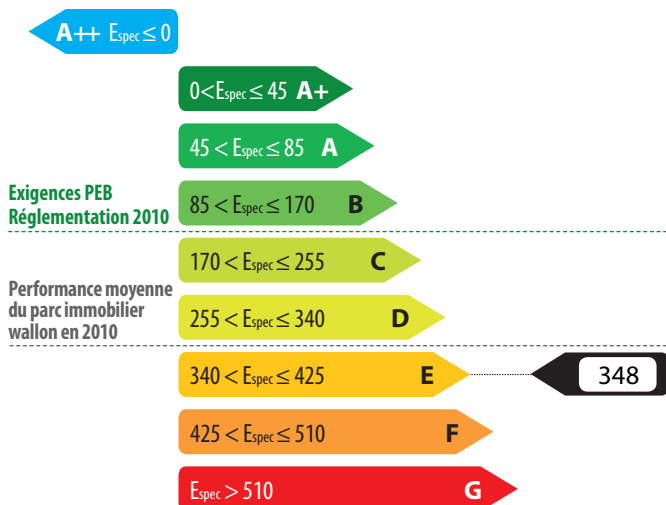 A++ Espec ≤ 0
0<Espec ≤ 45 A+
45 < Espec ≤ 85 A
Exigences PEB
Réglementation 2010
85 < Espec ≤ 170 B
170 < Espec ≤ 255 C
Performance moyenne
du parc immobilier
wallon en 2010
255 < Espec ≤ 340 D
340 < Espec ≤ 425 E 348
425 < Espec ≤ 510 F
Espec > 510 G